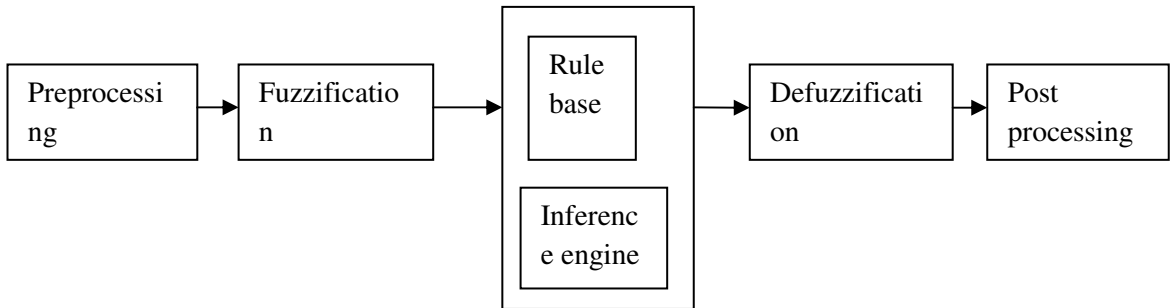 Preprocessi
ng
Fuzzificatio
n
Rule
base
Inferenc
e engine
Defuzzificati
on
Post
processing